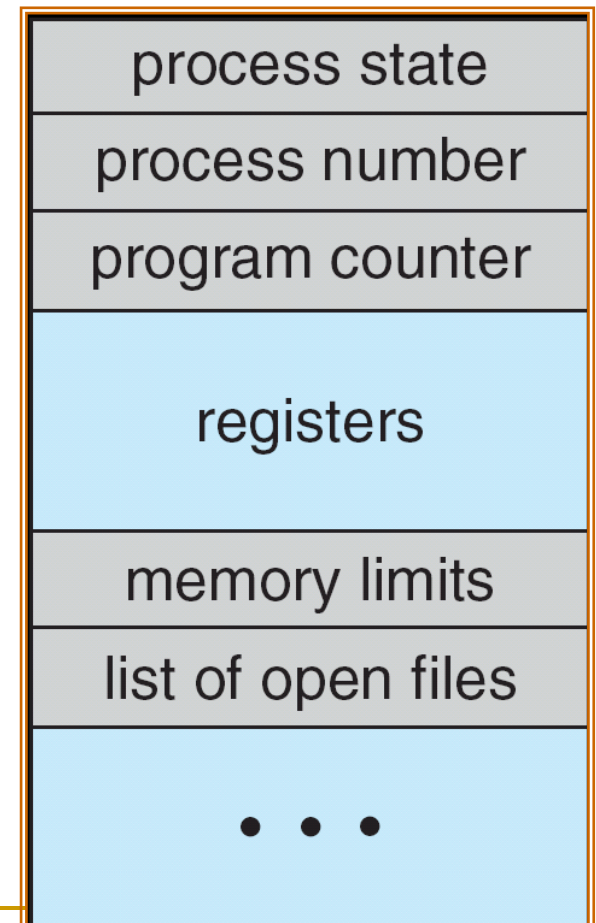 process state
process number
program counter
registers
memory limits
list of open files
• • •